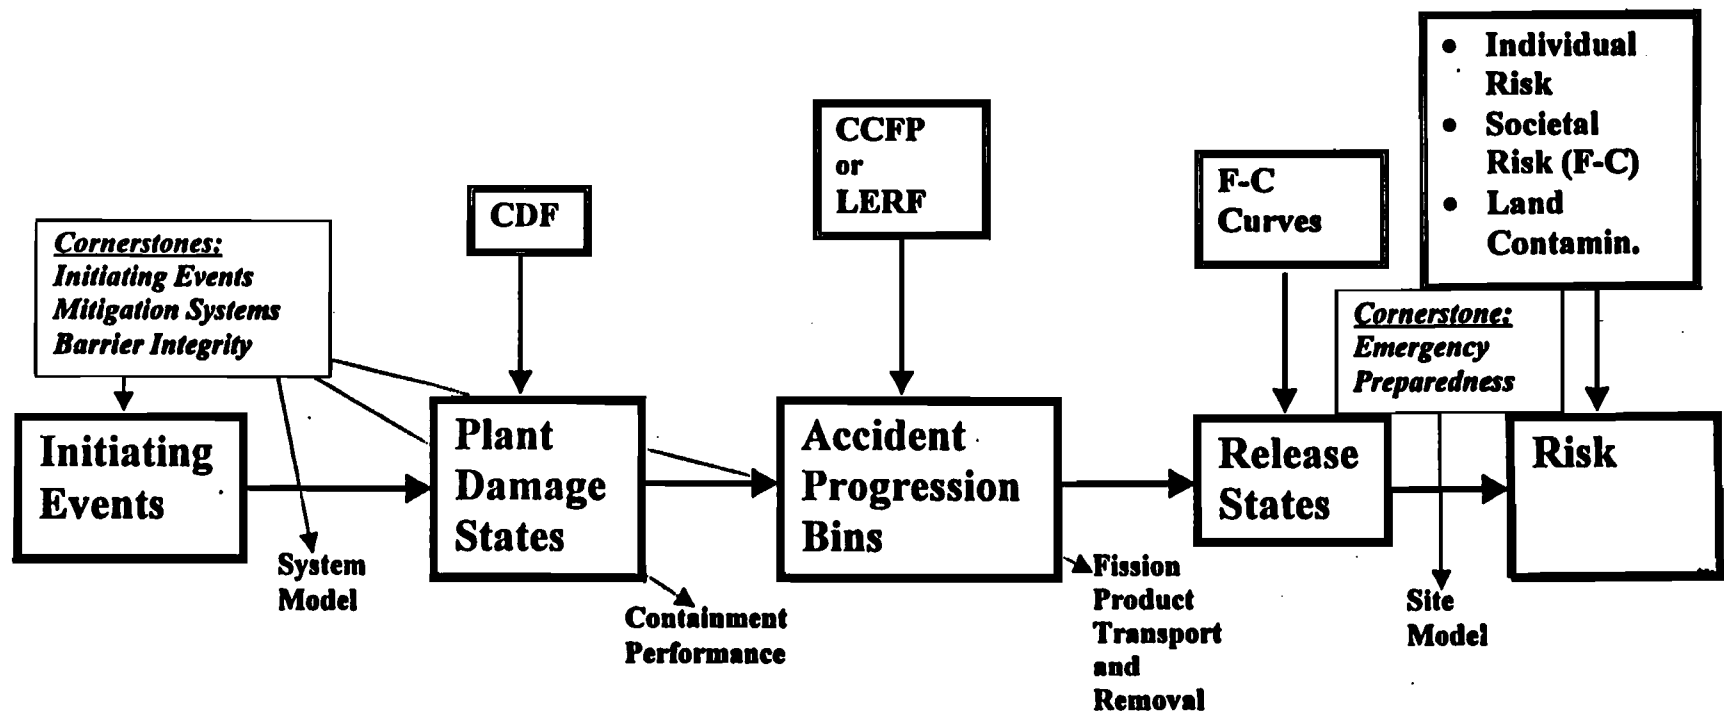 Cornerstones:
Initiating Events
Mitigation Systems
Barrier Integrity
CDF
CCFP
or
LERF
F-C
Curves
• Individual
Risk
• Societal
Risk (F-C)
• Land
Contamin.
Cornerstone:
Emergency
Preparedness
Initiating
Events
Plant
Damage
States
Accident
Progression
Bins
Release
States
Risk
System
Model
Containment
Performance
Fission
Product
Transport
and
Removal
Site
Model